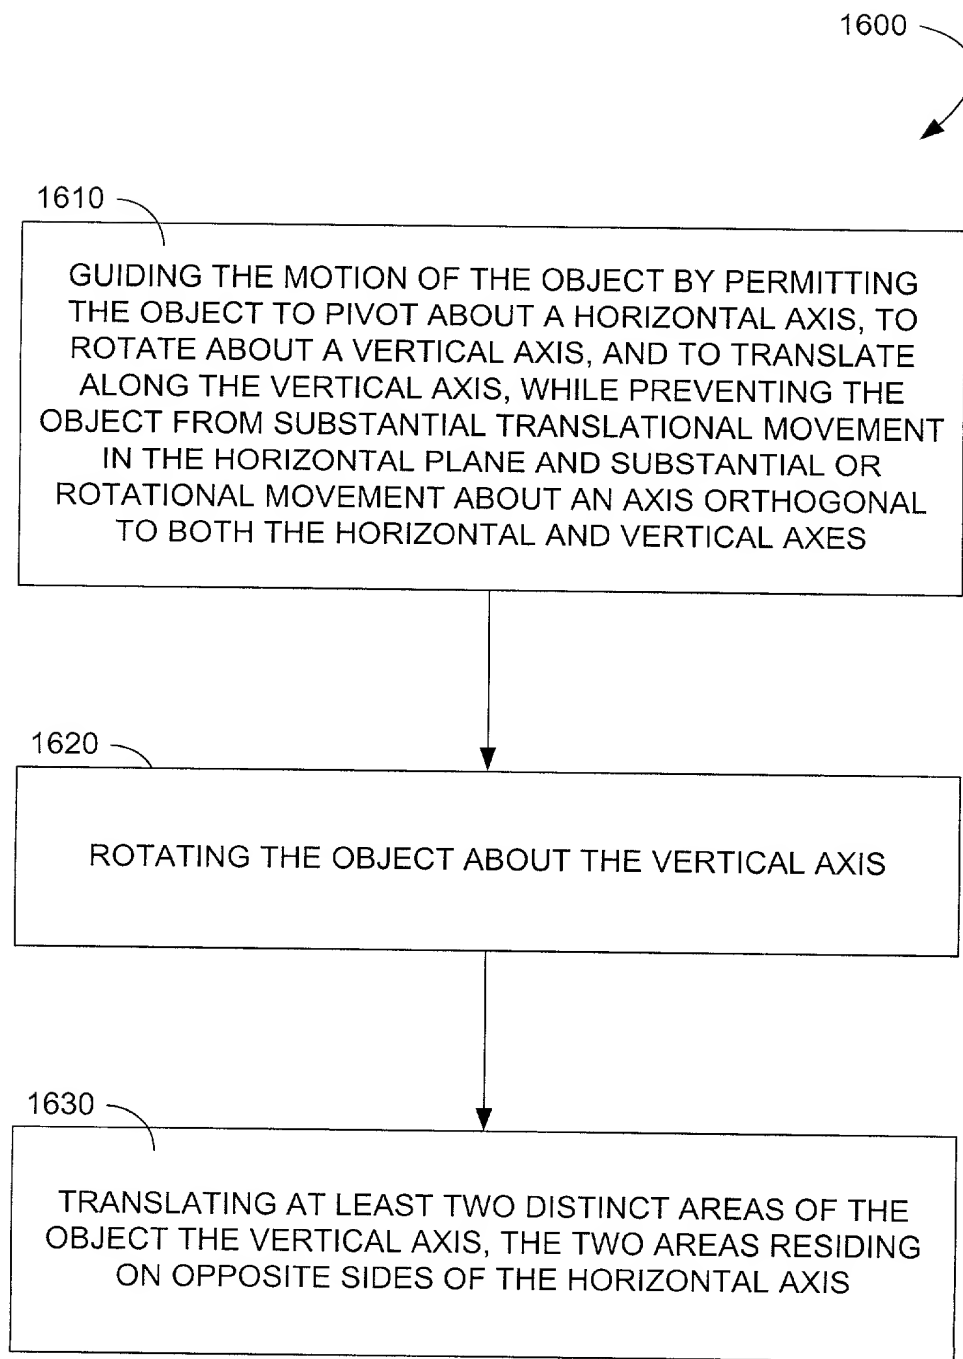 1600
1610
GUIDING THE MOTION OF THE OBJECT BY PERMITTING
THE OBJECT TO PIVOT ABOUT A HORIZONTAL AXIS, TO
ROTATE ABOUT A VERTICAL AXIS, AND TO TRANSLATE
ALONG THE VERTICAL AXIS, WHILE PREVENTING THE
OBJECT FROM SUBSTANTIAL TRANSLATIONAL MOVEMENT
IN THE HORIZONTAL PLANE AND SUBSTANTIAL OR
ROTATIONAL MOVEMENT ABOUT AN AXIS ORTHOGONAL
TO BOTH THE HORIZONTAL AND VERTICAL AXES
1620
ROTATING THE OBJECT ABOUT THE VERTICAL AXIS
1630
TRANSLATING AT LEAST TWO DISTINCT AREAS OF THE
OBJECT THE VERTICAL AXIS, THE TWO AREAS RESIDING
ON OPPOSITE SIDES OF THE HORIZONTAL AXIS